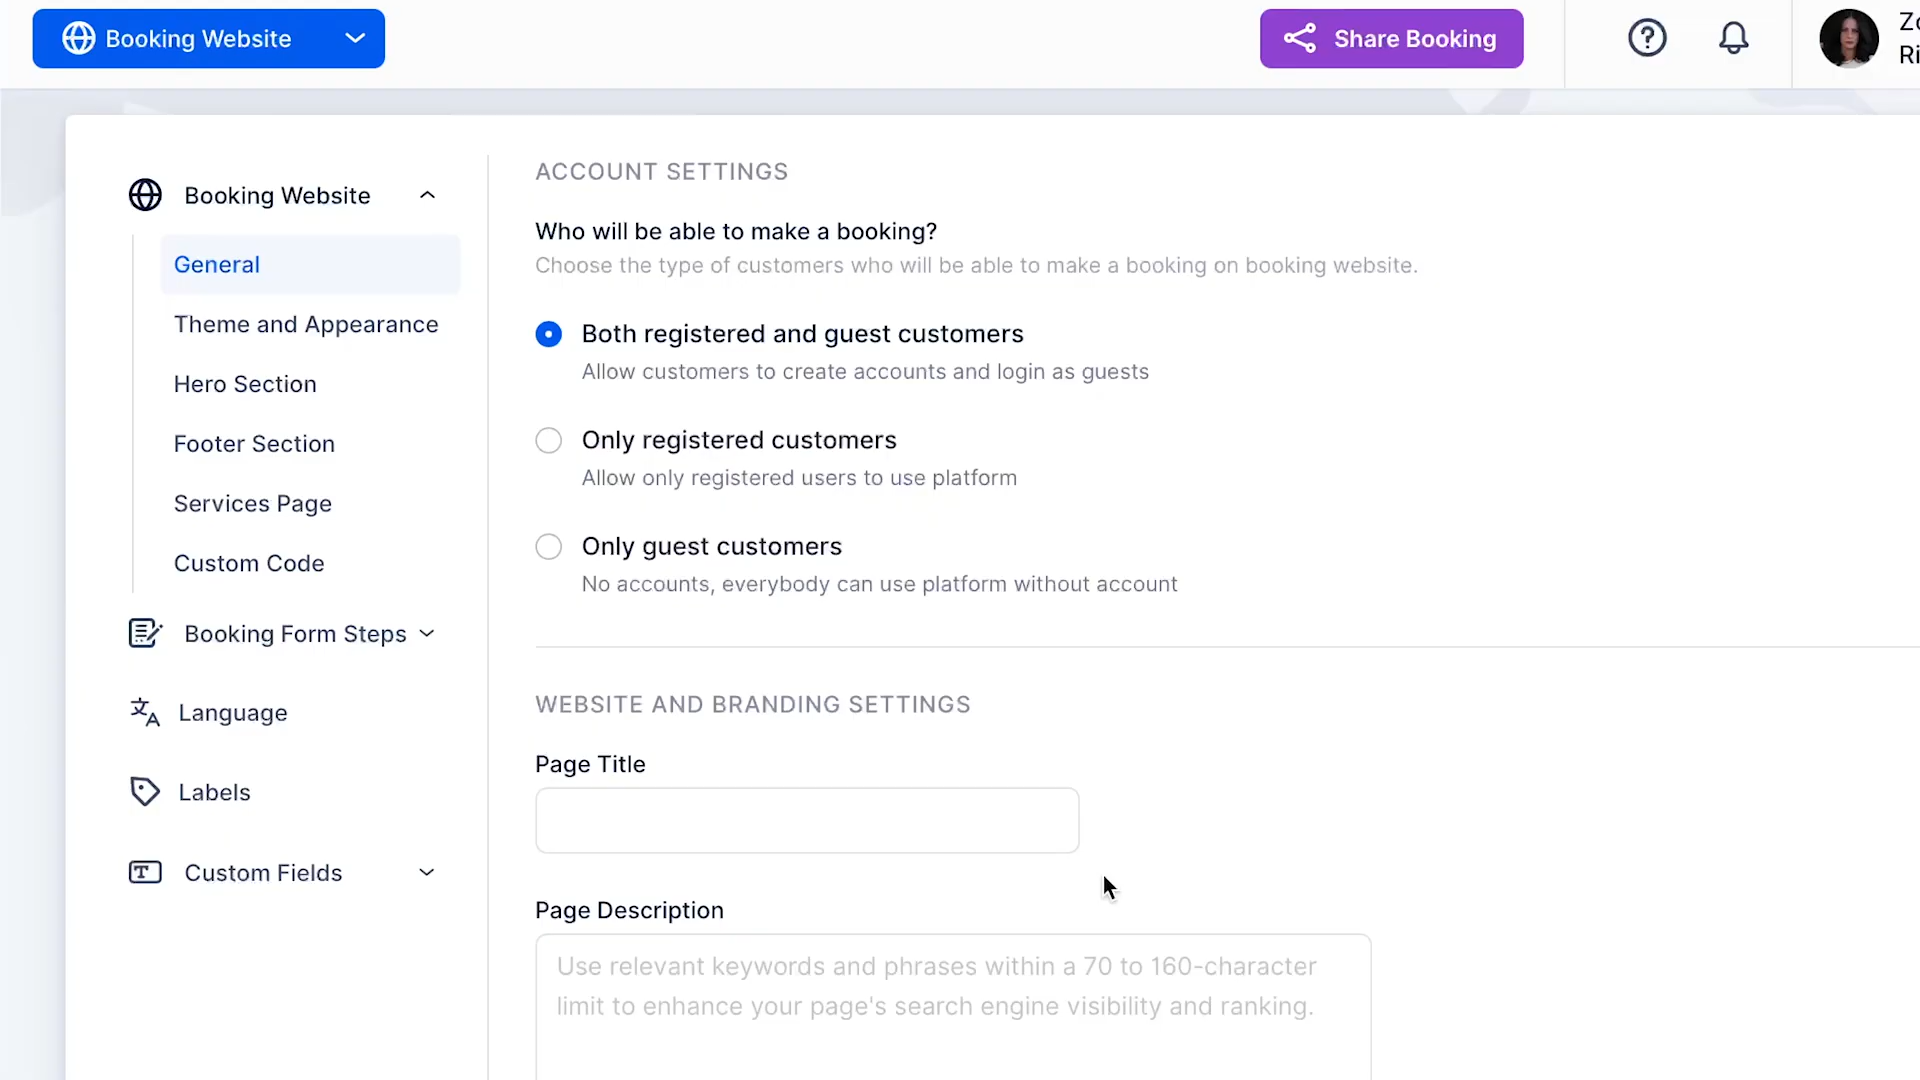 Booking Website
Share Booking
Booking Website
General
Theme and Appearance
Hero Section
Footer Section
Services Page
Custom Code
Booking Form Steps
Language
Labels
Custom Fields
ACCOUNT SETTINGS
Who will be able to make a booking?
Choose the type of customers who will be able to make a booking on booking website.
Both registered and guest customers
Allow customers to create accounts and login as guests
Only registered customers
Allow only registered users to use platform
Only guest customers
No accounts, everybody can use platform without account
WEBSITE AND BRANDING SETTINGS
Page Title
Page Description
Use relevant keywords and phrases within a 70 to 160-character
limit to enhance your page's search engine visibility and ranking.